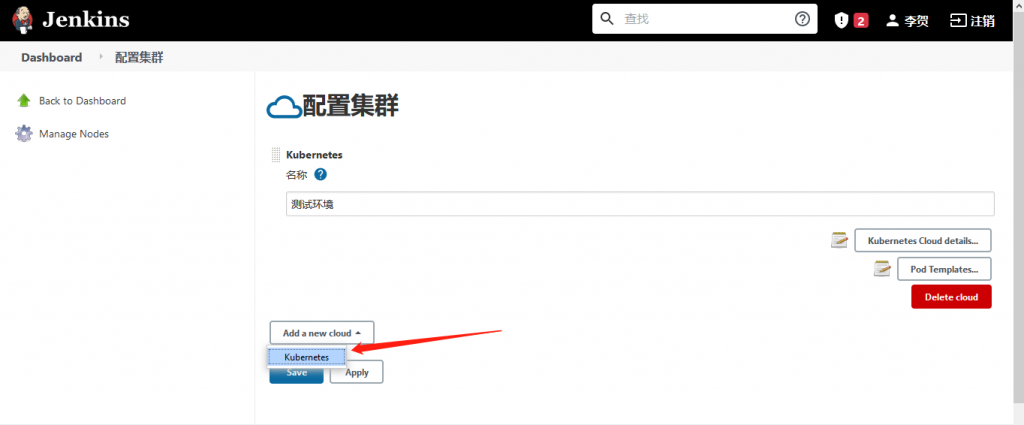 Jenkins
查找
2
李贺
注销
Dashboard
配置集群
Back to Dashboard
Manage Nodes
配置集群
Kubernetes
名称
测试环境
Kubernetes Cloud details...
Pod Templates...
Delete cloud
Add a new cloud
Kubernetes
Save
Apply